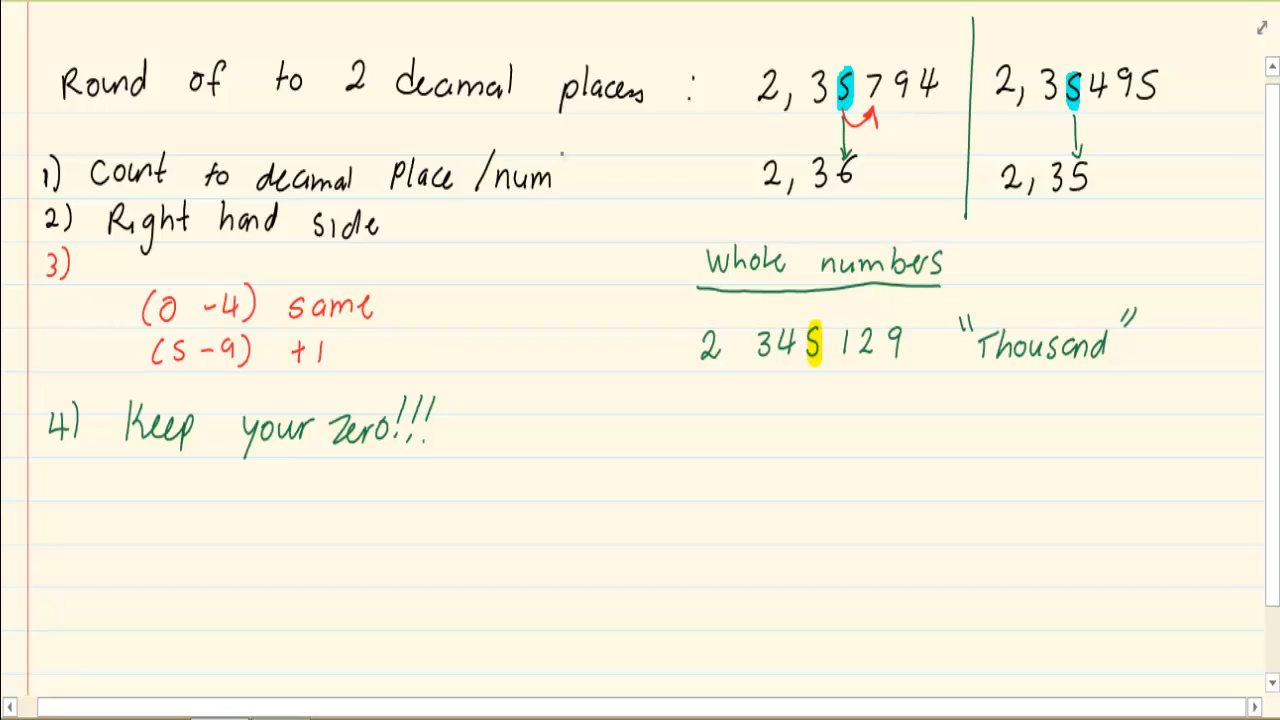 Round of to 2 decimal places : 2,35794 2,35495
2,36 2,35
1) Count to decimal place/num
2) Right hand side
3)
(0-4) same
(5-9) +1
4) Keep your zero!!!
Whole numbers
2 345 129 "Thousand"